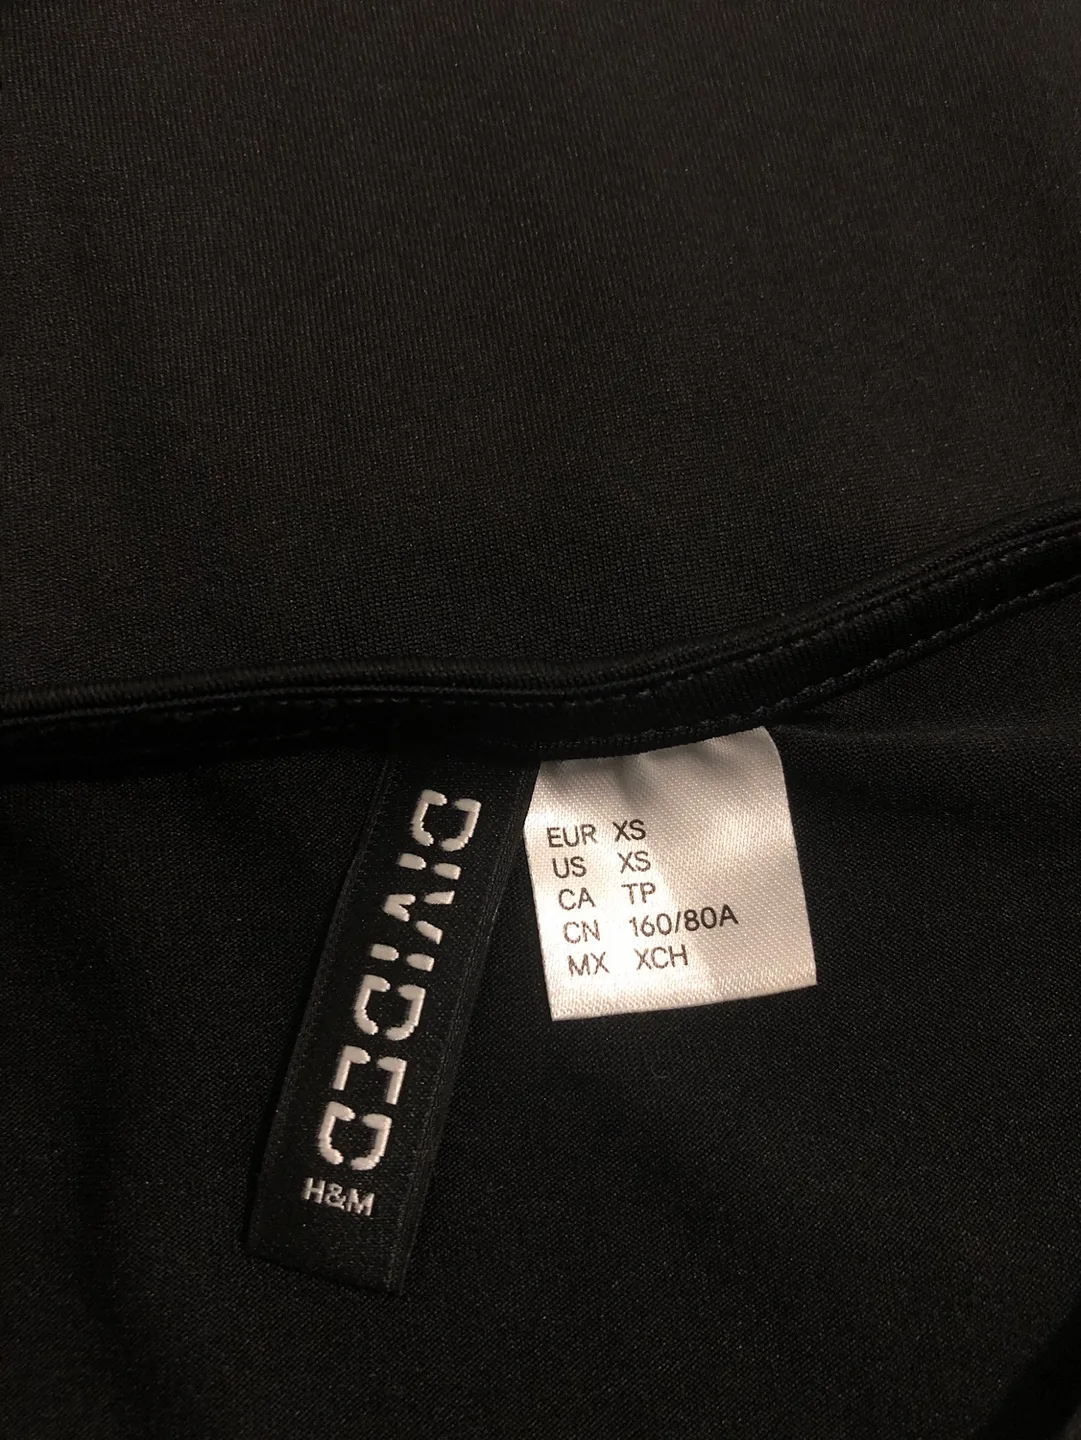 DIVIDED
H&M
EUR XS
US XS
CA TP
CN 160/80A
MX XCH